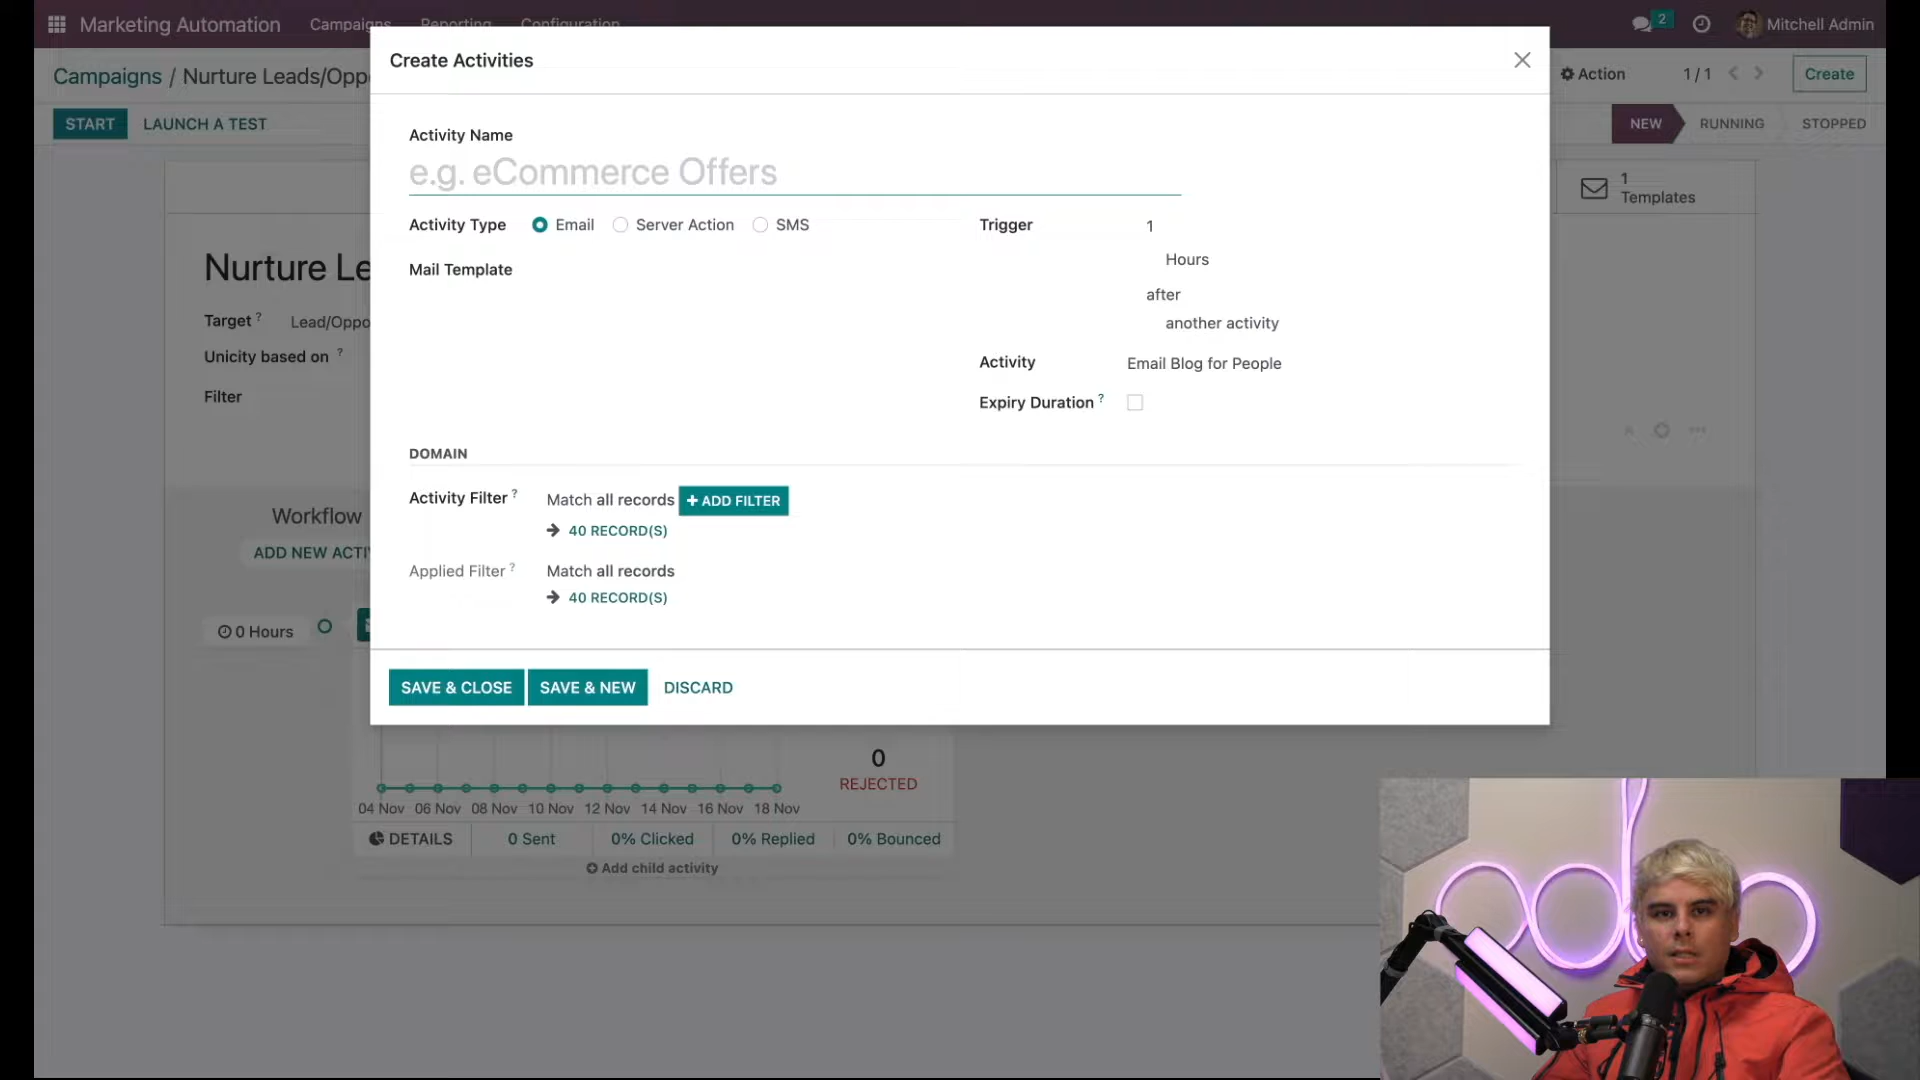 Marketing Automation Campaigns Reporting Configuration 2 Mitchell Admin
Campaigns / Nurture Leads/Oppo Action 1 / 1 Create
START LAUNCH A TEST NEW RUNNING STOPPED
Create Activities
Activity Name
e.g. eCommerce Offers
1
Templates
Activity Type Email Server Action SMS Trigger 1
Hours
Mail Template
after
another activity
Activity Email Blog for People
Expiry Duration ?
Nurture Le
Target ? Lead/Oppo
Unicity based on ?
Filter
DOMAIN
Activity Filter ? Match all records + ADD FILTER
40 RECORD(S)
Applied Filter ? Match all records
40 RECORD(S)
Workflow
ADD NEW ACTI
0 Hours
SAVE & CLOSE SAVE & NEW DISCARD
0
REJECTED
04 Nov 06 Nov 08 Nov 10 Nov 12 Nov 14 Nov 16 Nov 18 Nov
DETAILS 0 Sent 0% Clicked 0% Replied 0% Bounced
Add child activity
odoo